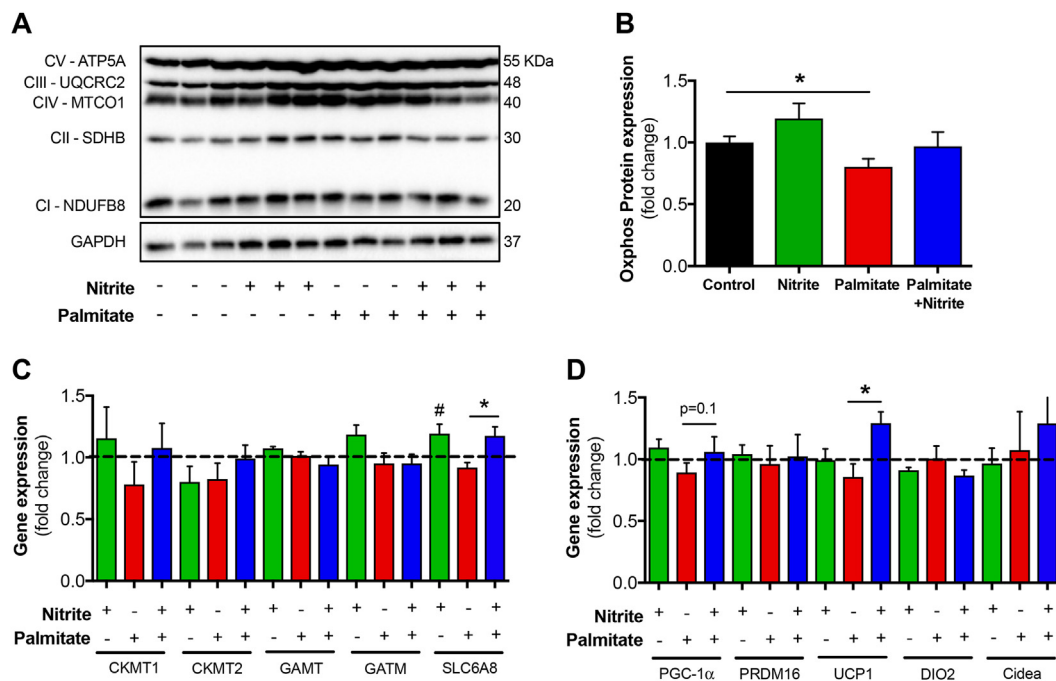 A
CV - ATP5A
CIII - UQCRC2
CIV - MTCO1
CII - SDHB
CI - NDUFB8
GAPDH
55 KDa
48
40
30
20
37
Nitrite - - - + + + - - - + + +
Palmitate - - - - - - + + + + + +
B
Oxphos Protein expression
(fold change)
1.5
1.0
0.5
0.0
*
Control Nitrite Palmitate Palmitate
+Nitrite
C
Gene expression
(fold change)
1.5
1.0
0.5
0.0
# *
Nitrite + - + + - + + - + + - + + - +
Palmitate - + + - + + - + + - + + - + +
CKMT1 CKMT2 GAMT GATM SLC6A8
D
Gene expression
(fold change)
1.5
1.0
0.5
0.0
p=0.1 *
Nitrite + - + + - + + - + + - + + - +
Palmitate - + + - + + - + + - + + - + +
PGC-1α PRDM16 UCP1 DIO2 Cidea